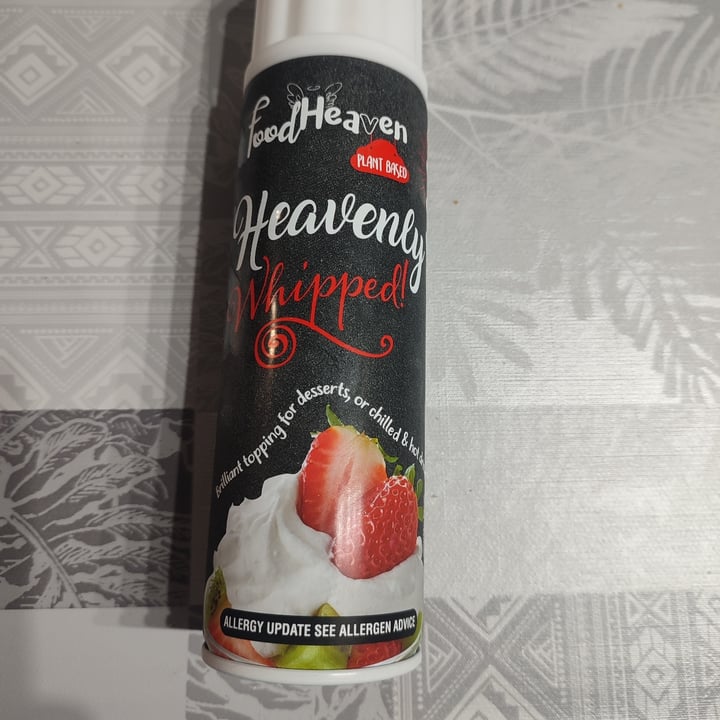 foodHeaven
PLANT BASED
Heavenly
Whipped!
Brilliant topping for desserts, or chilled & hot
ALLERGY UPDATE SEE ALLERGEN ADVICE